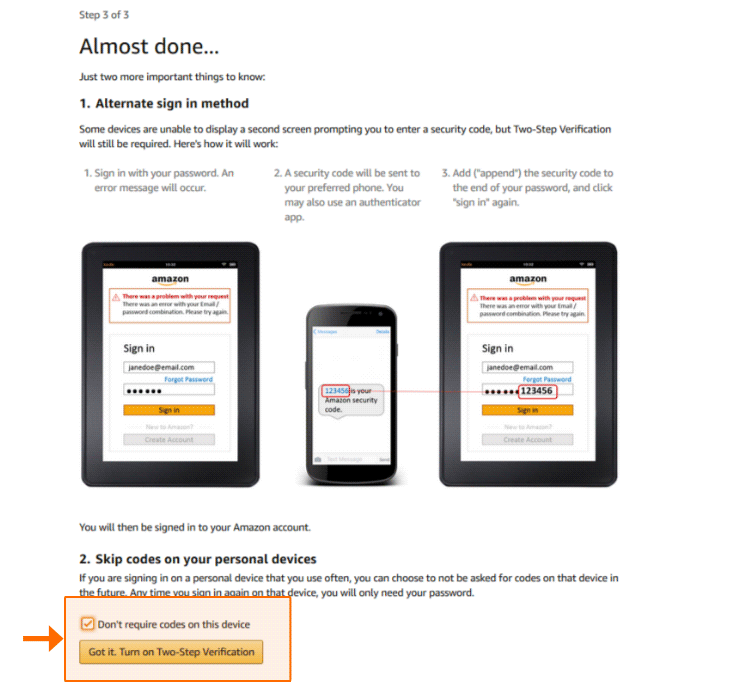 Step 3 of 3
Almost done...
Just two more important things to know:
1. Alternate sign in method
Some devices are unable to display a second screen prompting you to enter a security code, but Two-Step Verification
will still be required. Here's how it will work:
1. Sign in with your password. An
error message will occur.
2. A security code will be sent to
your preferred phone. You
may also use an authenticator
app.
3. Add ("append") the security code to
the end of your password, and click
"sign in" again.
amazon
There was a problem with your request
There was an error with your Email /
password combination. Please try again.
Sign in
janedoe@email.com
Forgot Password
Sign in
New to Amazon?
Create Account
Messages
123456 is your
Amazon security
code.
Text Message
Send
amazon
There was a problem with your request
There was an error with your Email /
password combination. Please try again.
Sign in
janedoe@email.com
Forgot Password
123456
Sign in
New to Amazon?
Create Account
You will then be signed in to your Amazon account.
2. Skip codes on your personal devices
If you are signing in on a personal device that you use often, you can choose to not be asked for codes on that device in
the future. Any time you sign in again on that device, you will only need your password.
Don't require codes on this device
Got it. Turn on Two-Step Verification